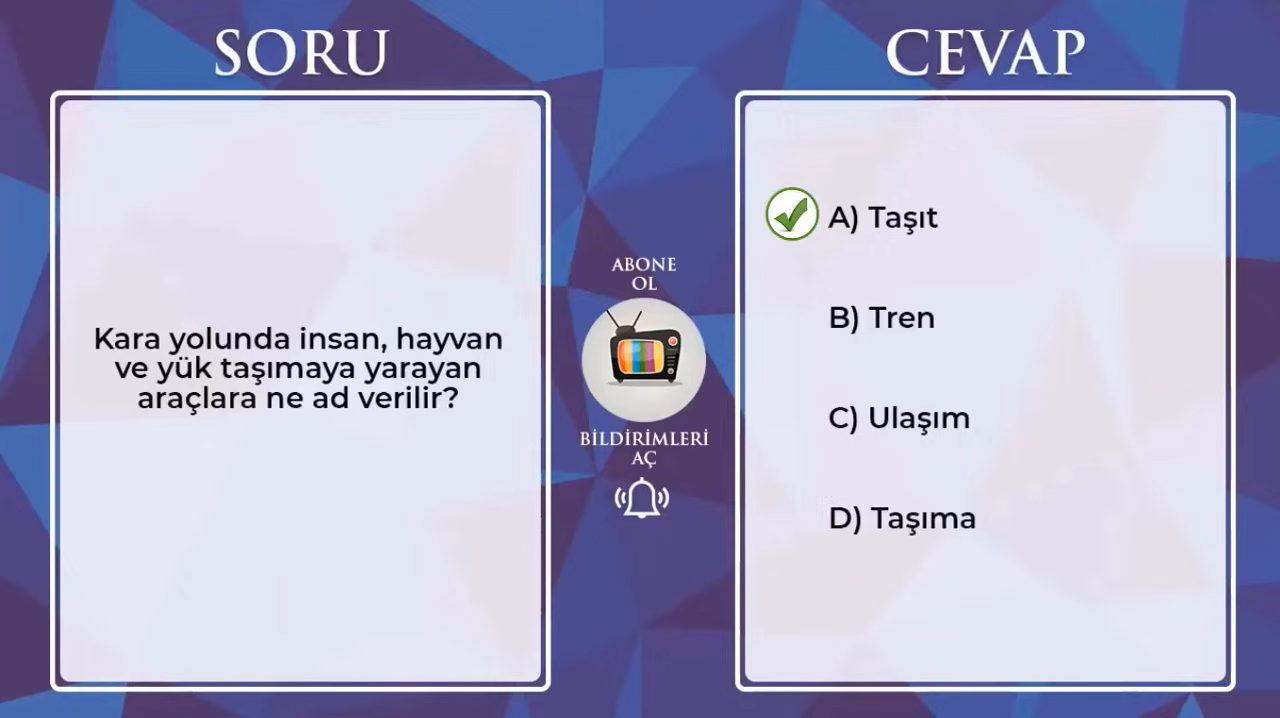 SORU
Kara yolunda insan, hayvan
ve yük taşımaya yarayan
araçlara ne ad verilir?
ABONE
OL
BİLDİRİMLERİ
AÇ
CEVAP
A) Taşıt
B) Tren
C) Ulaşım
D) Taşıma